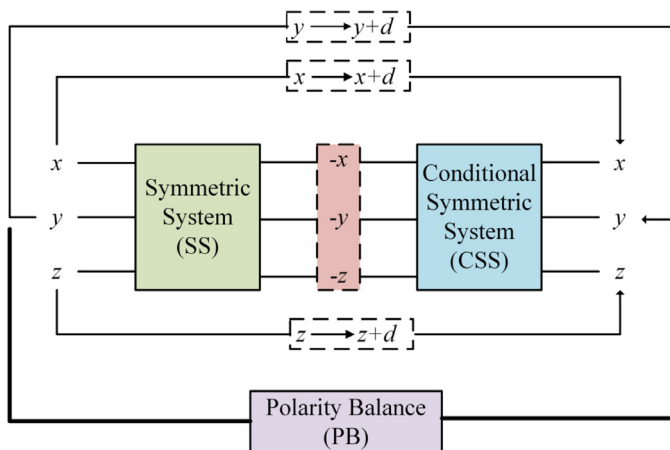 y → y+d
x → x+d
x Symmetric System (SS) -x Conditional Symmetric System (CSS) x
y -y y
z -z z
z → z+d
Polarity Balance
(PB)